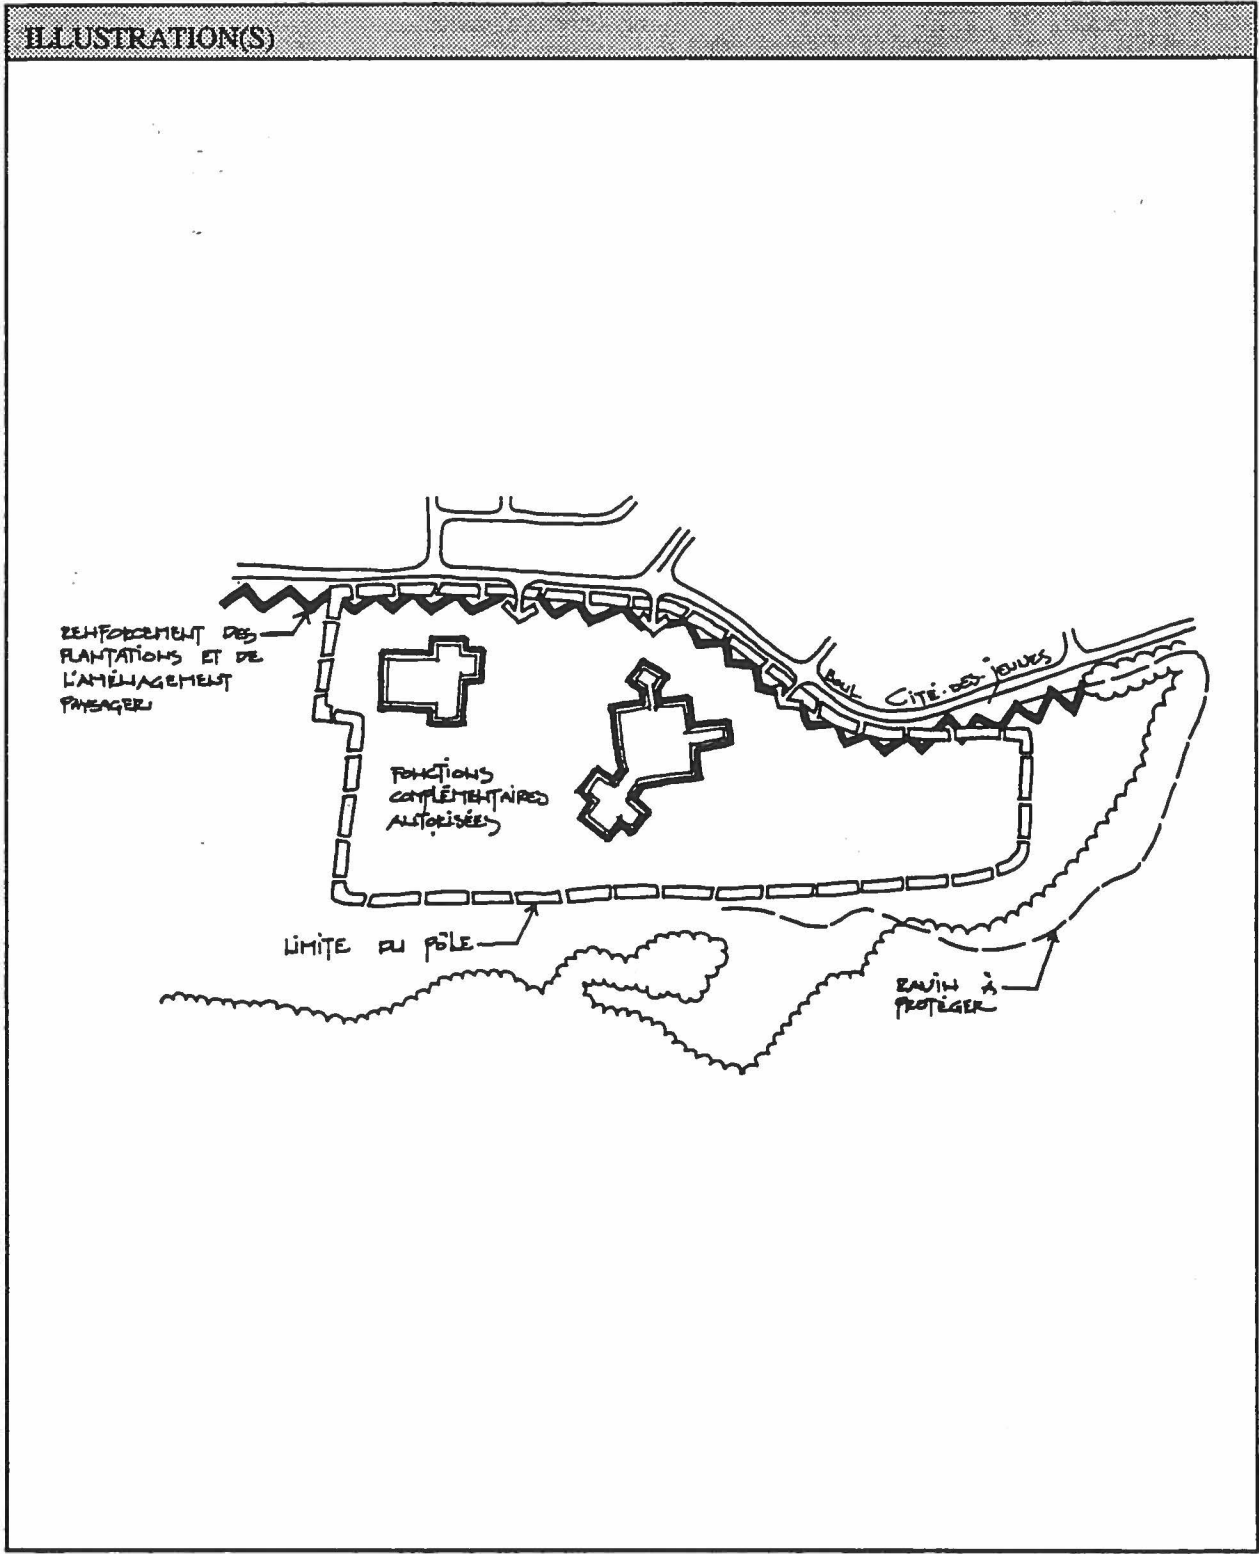 ILLUSTRATION(S)
RENFORCEMENT DES
PLANTATIONS ET DE
L'AMÉNAGEMENT
PAYSAGER
BOUL CITÉ-DES-JEUNES
FONCTIONS
COMPLÉMENTAIRES
AUTORISÉES
LIMITE DU PÔLE
RAVIN À
PROTÉGER